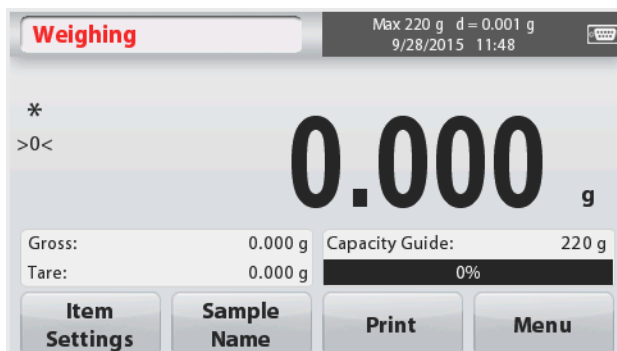 Weighing
Max 220 g d = 0.001 g
9/28/2015 11:48
*
>0<
0.000 g
Gross: 0.000 g
Tare: 0.000 g
Capacity Guide: 220 g
0%
Item
Settings
Sample
Name
Print
Menu